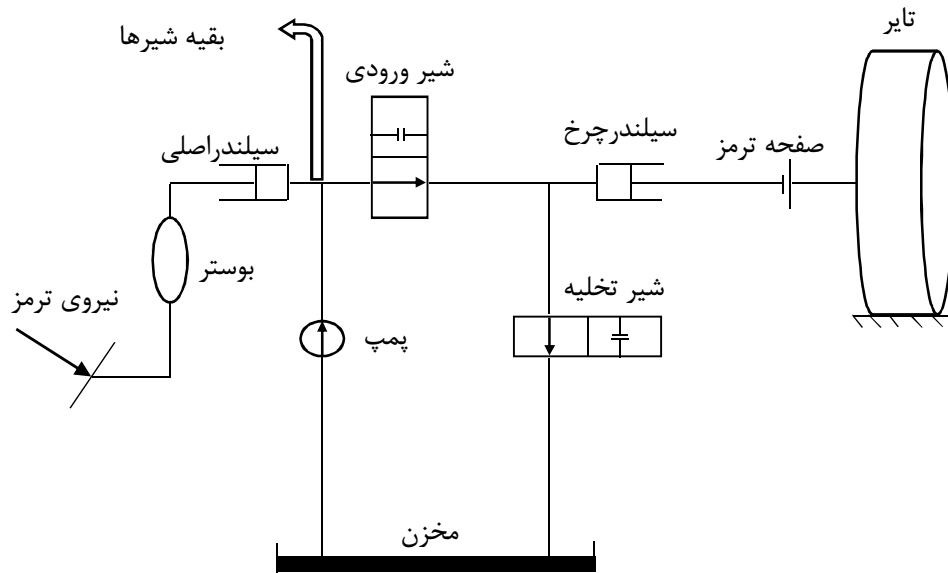 تایر
بقیه شیرها
شیر ورودی
سیلندرچرخ
صفحه ترمز
سیلندراصلی
بوستر
شیر تخلیه
نیروی ترمز
پمپ
مخزن